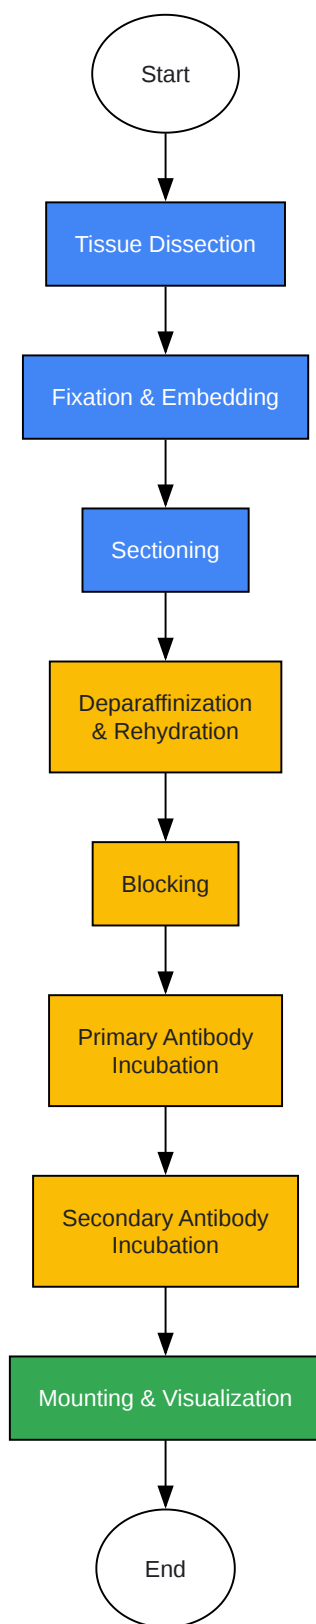 Start
Tissue Dissection
Fixation & Embedding
Sectioning
Deparaffinization
& Rehydration
Blocking
Primary Antibody
Incubation
Secondary Antibody
Incubation
Mounting & Visualization
End